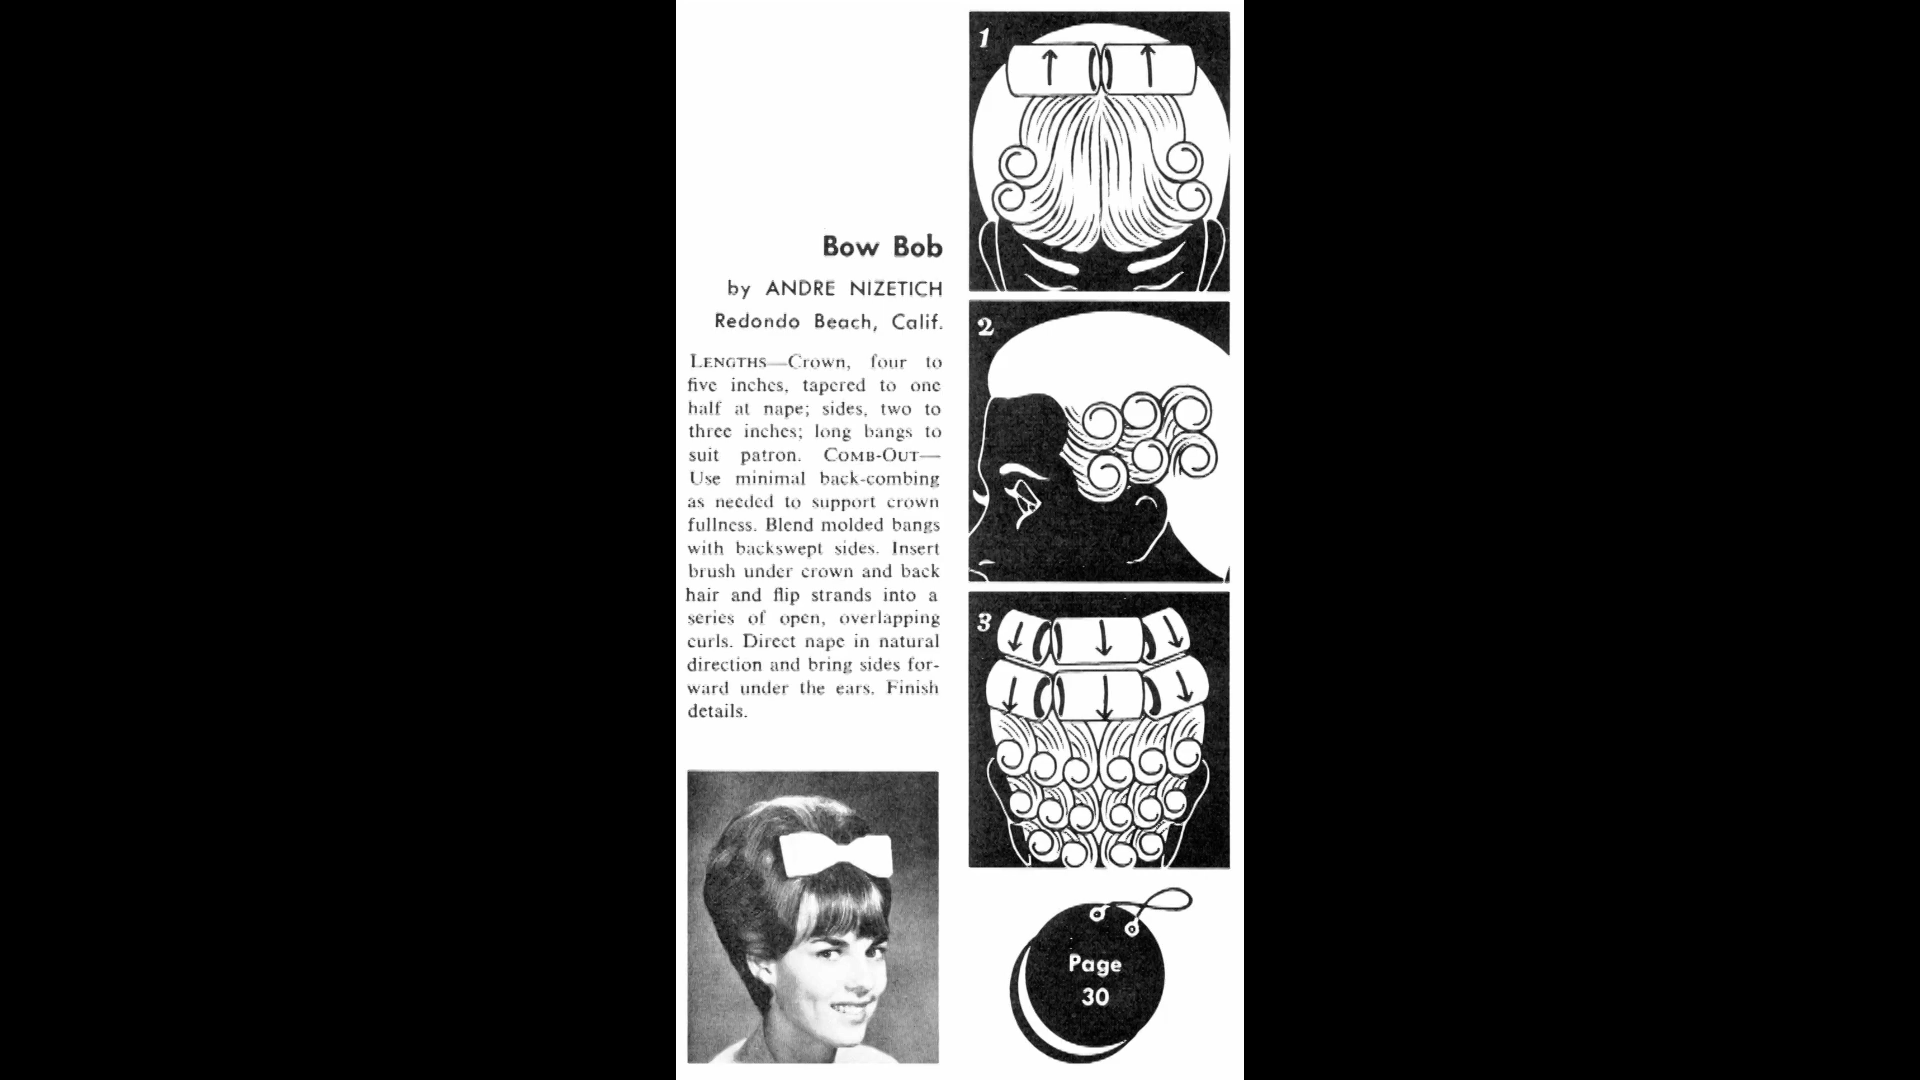 Bow Bob
by ANDRE NIZETICH
Redondo Beach, Calif.
LENGTHS—Crown, four to
five inches, tapered to one
half at nape; sides, two to
three inches; long bangs to
suit patron. COMB-OUT—
Use minimal back-combing
as needed to support crown
fullness. Blend molded bangs
with backswept sides. Insert
brush under crown and back
hair and flip strands into a
series of open, overlapping
curls. Direct nape in natural
direction and bring sides for-
ward under the ears. Finish
details.
1
2
3
Page
30